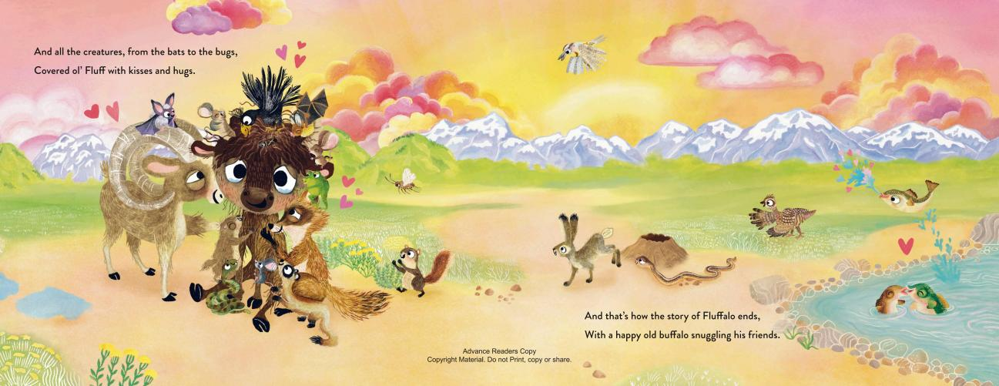 And all the creatures, from the bats to the bugs,
Covered ol’ Fluff with kisses and hugs.
And that’s how the story of Fluffalo ends,
With a happy old buffalo snuggling his friends.
Advance Readers Copy
Copyright Material. Do not Print, copy or share.